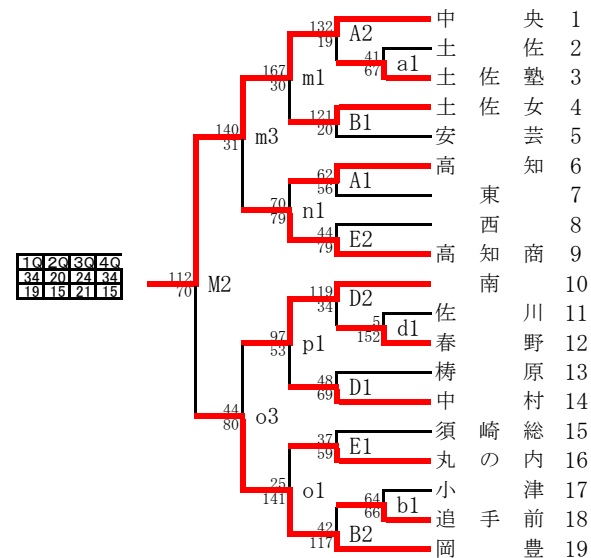 132 中央 1
19 A2
土佐 2
41 a1
67
土佐塾 3
167
30 m1
土佐女 4
121 B1
20
安芸 5
140
31 m3
高知 6
62 A1
56
東 7
70 n1
79
西 8
44 E2
79
高知商 9
1Q 2Q 3Q 4Q
34 20 24 34
19 15 21 15
112 M2
70
南 10
119 D2
34
佐川 11
5 d1
152
春野 12
97 p1
53
梼原 13
48 D1
69
中村 14
44 o3
80
須崎総 15
37 E1
59
丸の内 16
25 o1
141
小津 17
64 b1
66
追手前 18
42 B2
117
岡豊 19